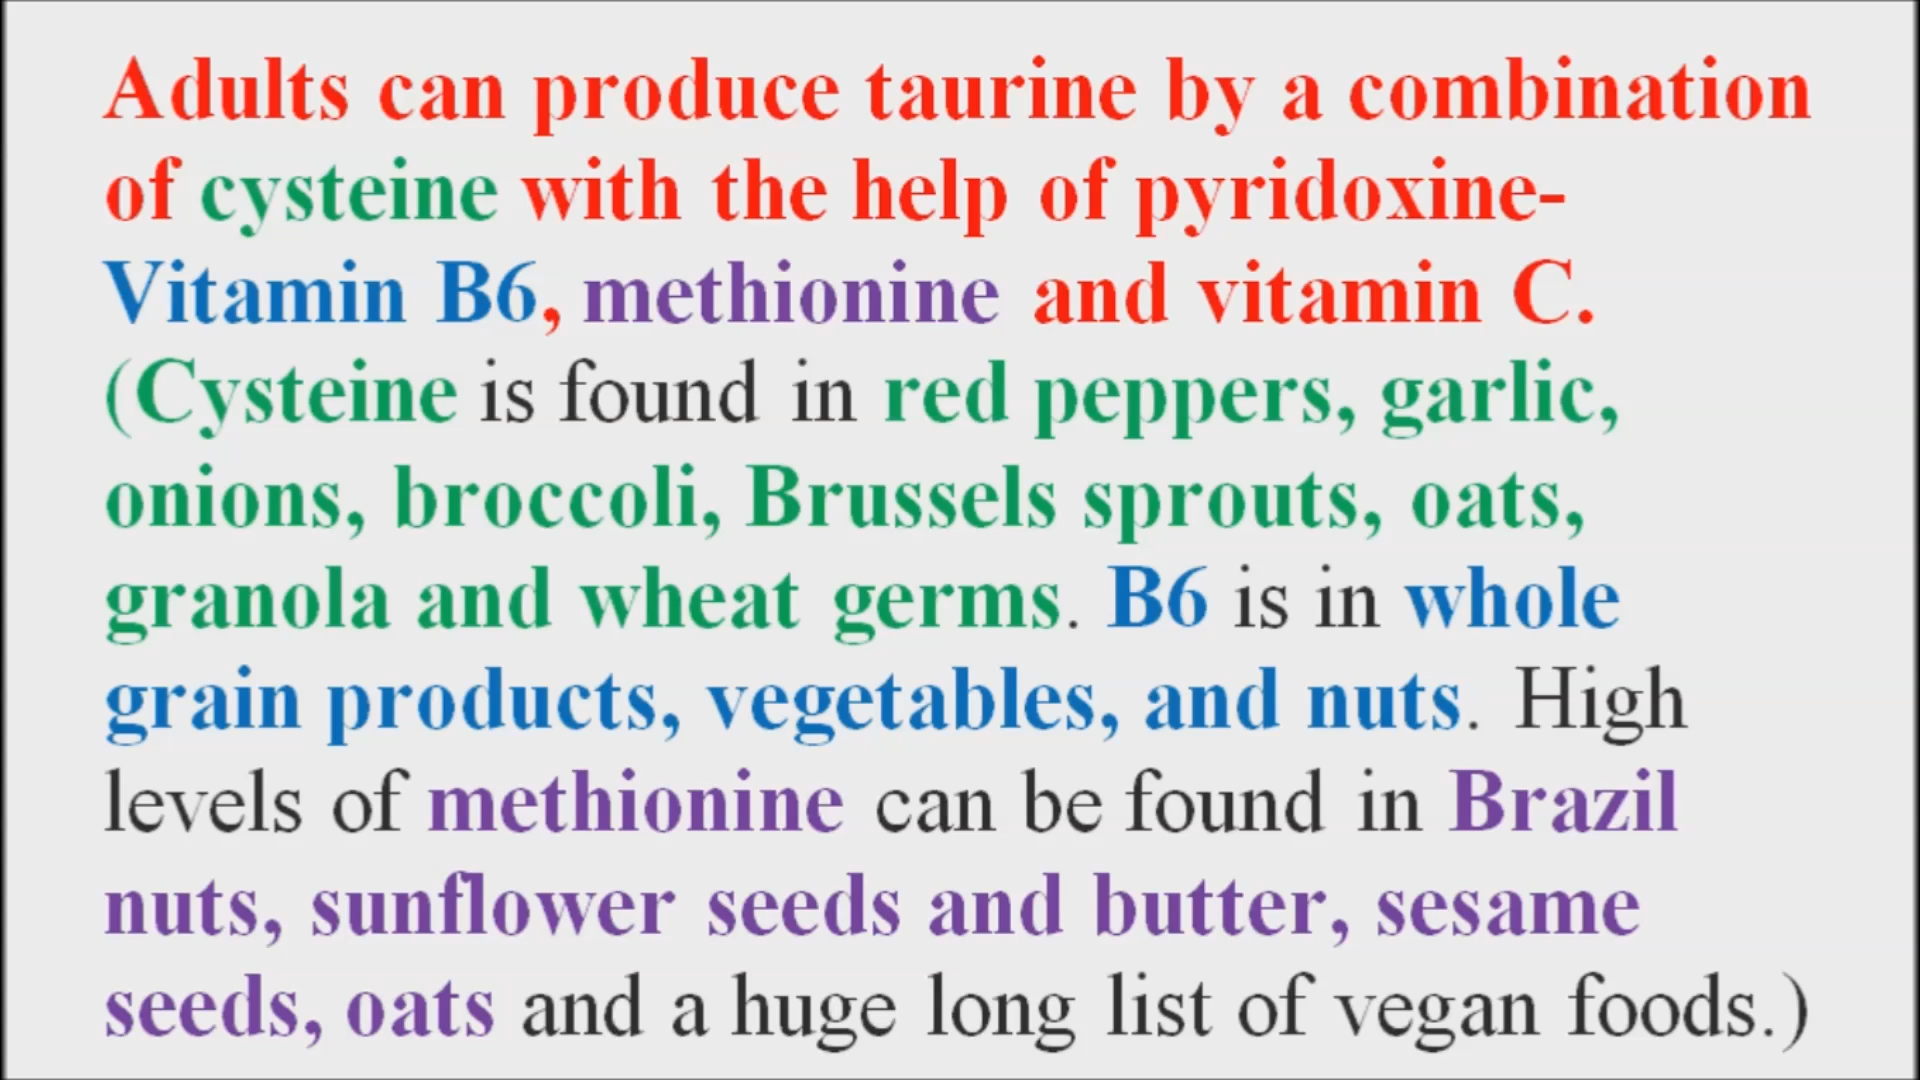 Adults can produce taurine by a combination
of cysteine with the help of pyridoxine-
Vitamin B6, methionine and vitamin C.
(Cysteine is found in red peppers, garlic,
onions, broccoli, Brussels sprouts, oats,
granola and wheat germs. B6 is in whole
grain products, vegetables, and nuts. High
levels of methionine can be found in Brazil
nuts, sunflower seeds and butter, sesame
seeds, oats and a huge long list of vegan foods.)